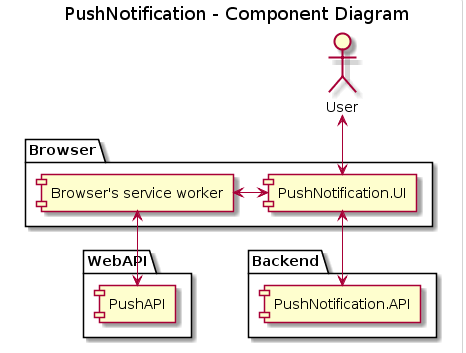 PushNotification - Component Diagram
User
Browser
Browser's service worker
PushNotification.UI
WebAPI
Backend
PushAPI
PushNotification.API